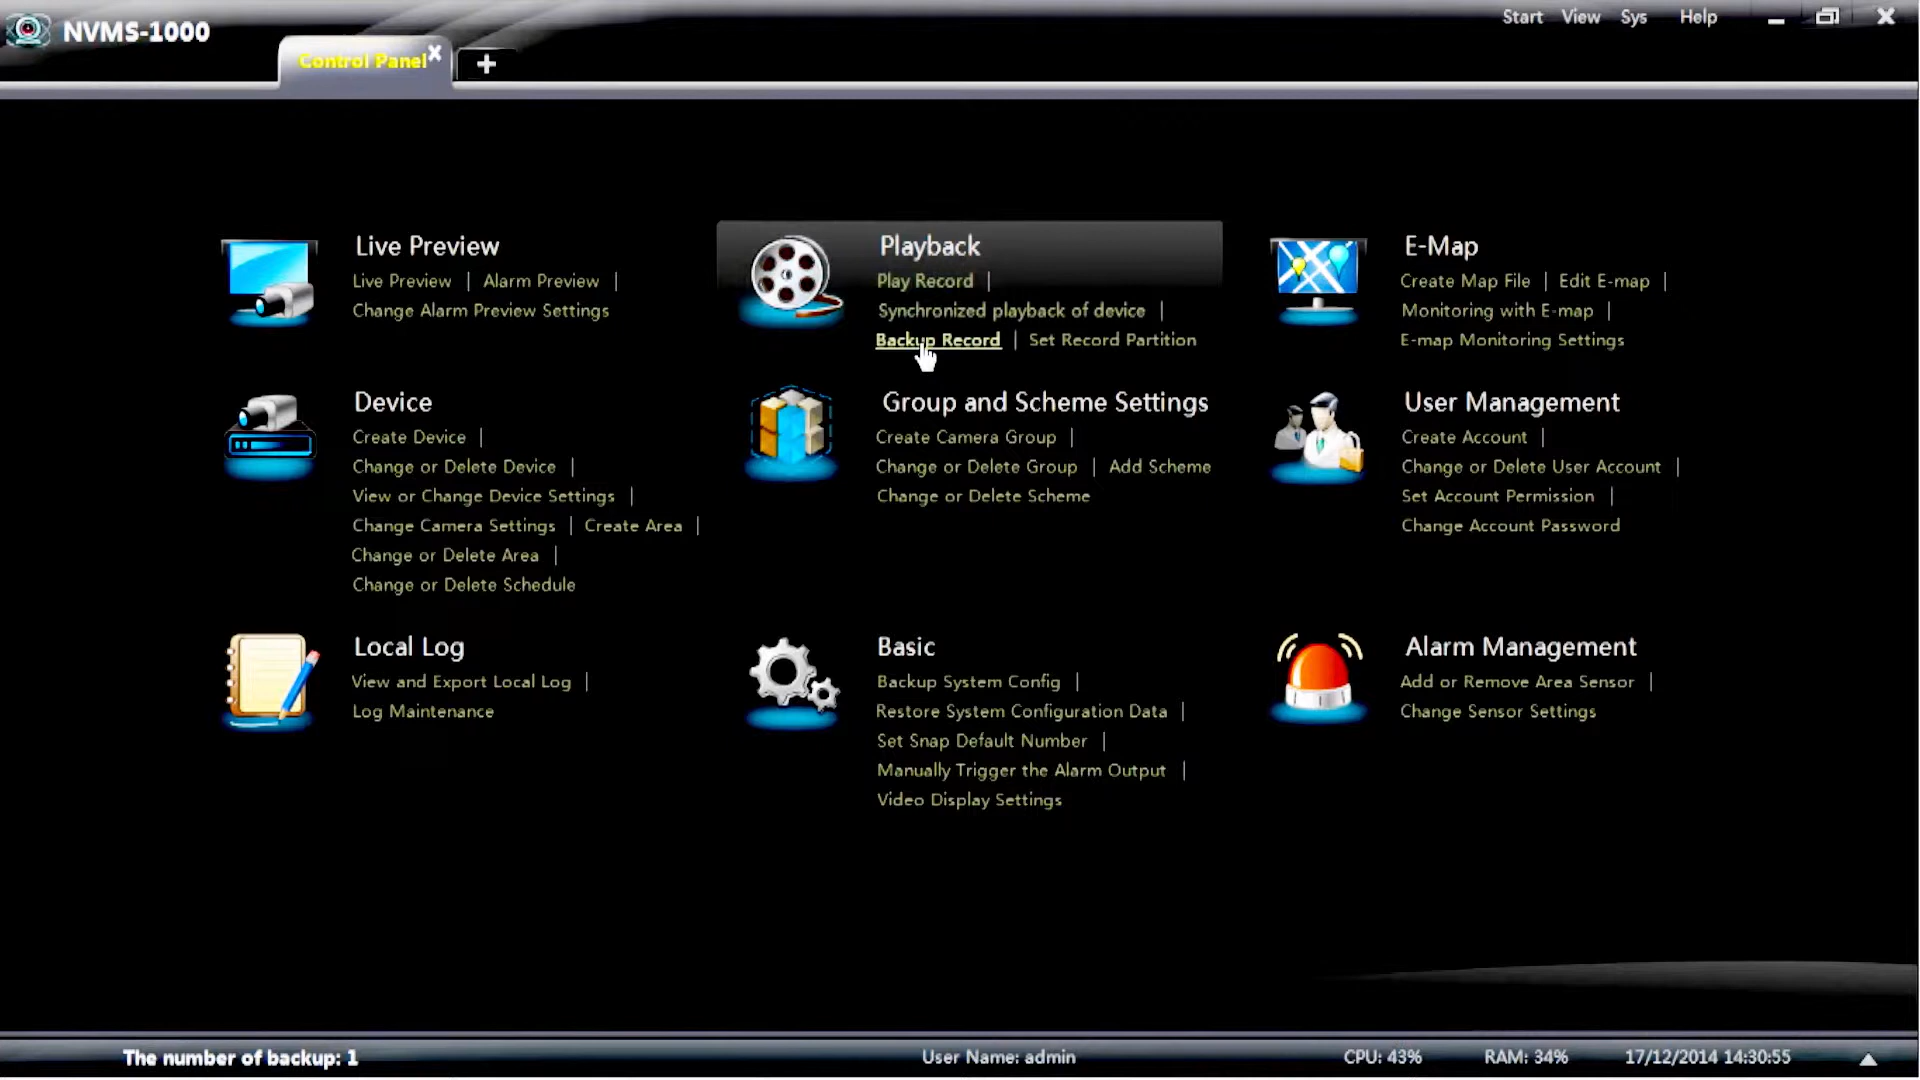 NVMS-1000
Start View Sys Help
Control Panel
Live Preview
Live Preview | Alarm Preview |
Change Alarm Preview Settings
Playback
Play Record |
Synchronized playback of device |
Backup Record | Set Record Partition
E-Map
Create Map File | Edit E-map |
Monitoring with E-map |
E-map Monitoring Settings
Device
Create Device |
Change or Delete Device |
View or Change Device Settings |
Change Camera Settings | Create Area |
Change or Delete Area |
Change or Delete Schedule
Group and Scheme Settings
Create Camera Group |
Change or Delete Group | Add Scheme
Change or Delete Scheme
User Management
Create Account |
Change or Delete User Account |
Set Account Permission |
Change Account Password
Local Log
View and Export Local Log |
Log Maintenance
Basic
Backup System Config |
Restore System Configuration Data |
Set Snap Default Number |
Manually Trigger the Alarm Output |
Video Display Settings
Alarm Management
Add or Remove Area Sensor |
Change Sensor Settings
The number of backup: 1
User Name: admin
CPU: 43% RAM: 34% 17/12/2014 14:30:55